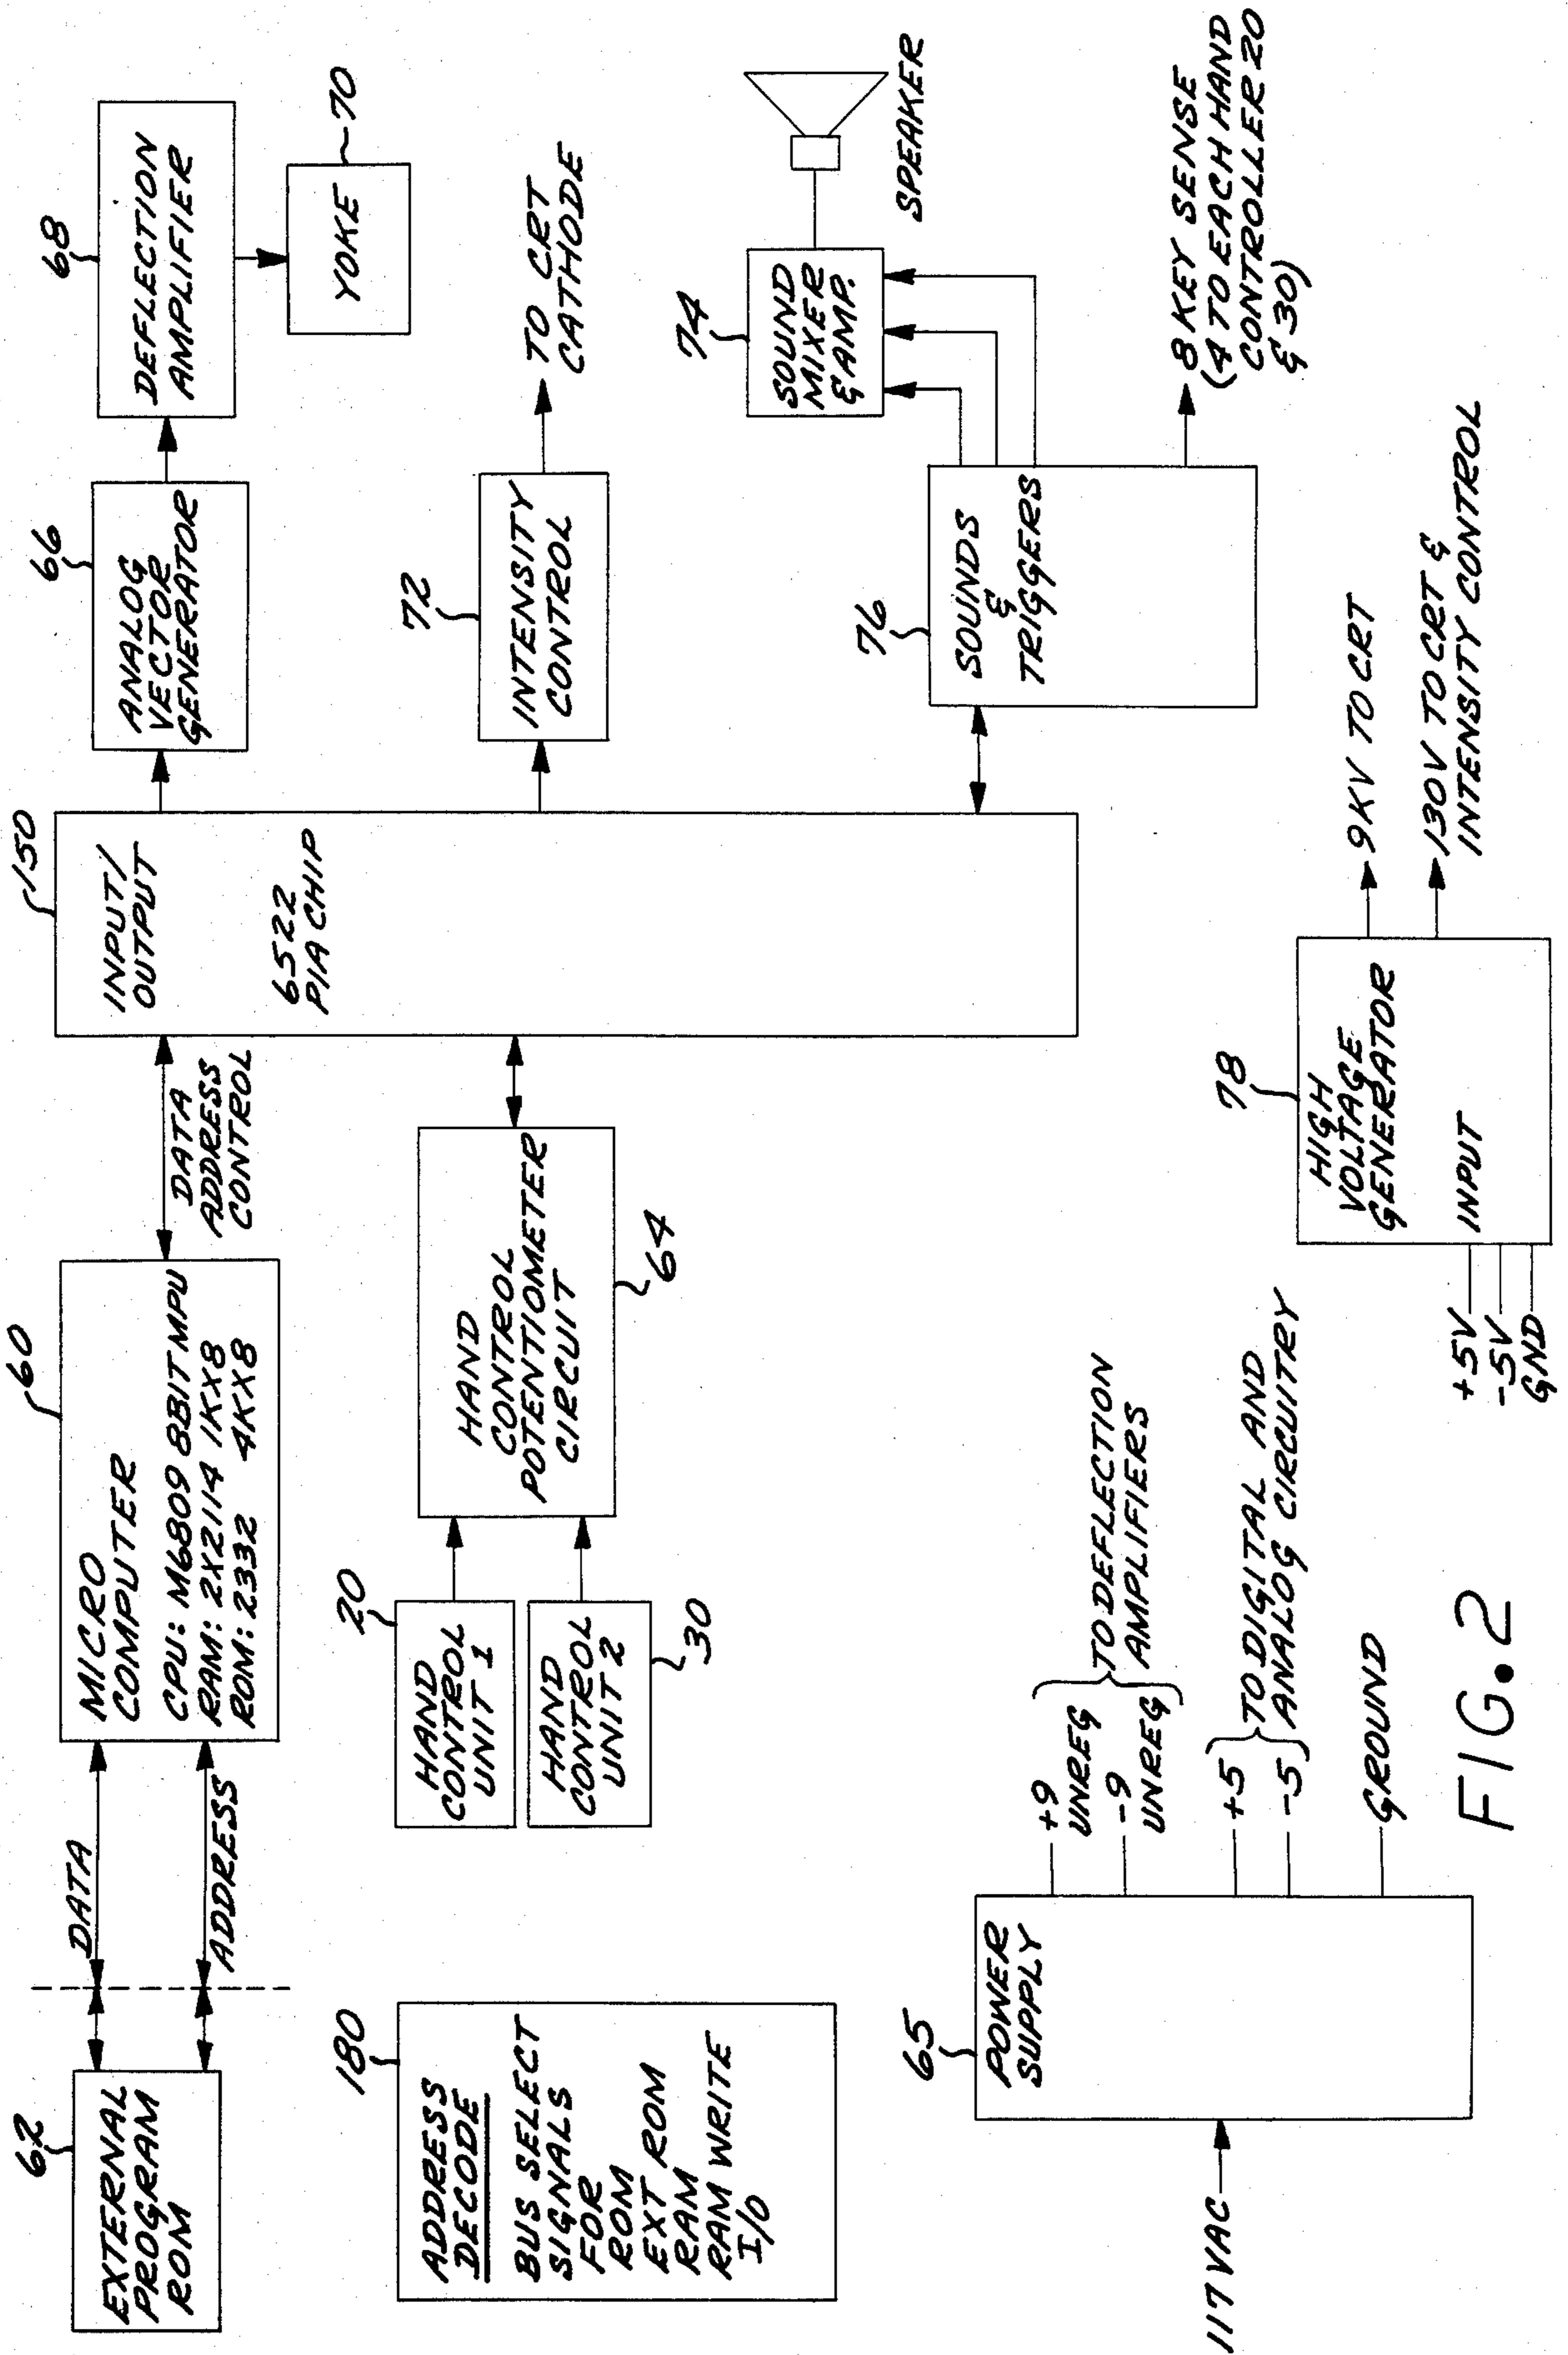 62
EXTERNAL
PROGRAM
ROM
DATA
ADDRESS
60
MICRO
COMPUTER
CPU: M6809 8BIT MPU
RAM: 2X2114 1KX8
ROM: 2332 4KX8
DATA
ADDRESS
CONTROL
150
INPUT/
OUTPUT
6522
PIA CHIP
66
ANALOG
VECTOR
GENERATOR
68
DEFLECTION
AMPLIFIER
YOKE
70
180
ADDRESS
DECODE
BUS SELECT
SIGNALS
FOR
ROM
EXT ROM
RAM
RAM WRITE
I/O
20
HAND
CONTROL
UNIT 1
HAND
CONTROL
UNIT 2
30
HAND
CONTROL
POTENTIOMETER
CIRCUIT
64
72
INTENSITY
CONTROL
TO CRT
CATHODE
74
SOUND
MIXER
& AMP.
SPEAKER
76
SOUNDS
&
TRIGGERS
8 KEY SENSE
(4 TO EACH HAND
CONTROLLER 20
& 30)
65
POWER
SUPPLY
117 VAC
+9
UNREG
-9
UNREG
TO DEFLECTION
AMPLIFIERS
+5
-5
TO DIGITAL AND
ANALOG CIRCUITRY
GROUND
78
HIGH
VOLTAGE
GENERATOR
INPUT
+5V
-5V
GND
9KV TO CRT
130V TO CRT &
INTENSITY CONTROL
FIG. 2